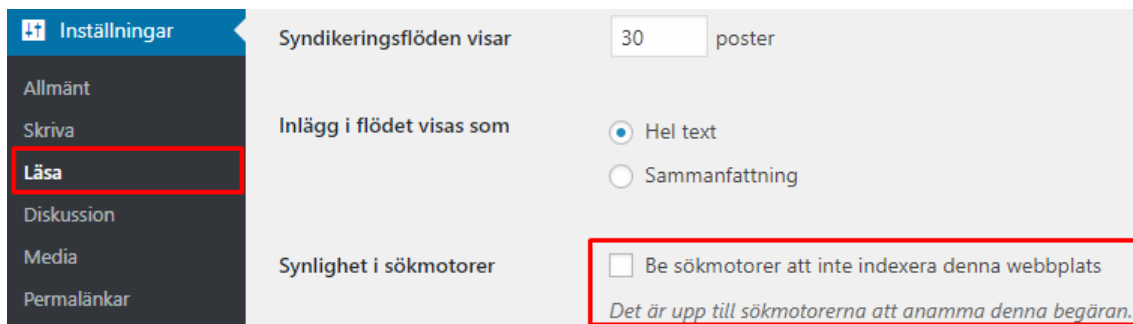 Inställningar
Allmänt
Skriva
Läsa
Diskussion
Media
Permalänkar
Syndikeringsflöden visar 30 poster
Inlägg i flödet visas som Hel text
Sammanfattning
Synlighet i sökmotorer Be sökmotorer att inte indexera denna webbplats
Det är upp till sökmotorerna att anamma denna begäran.